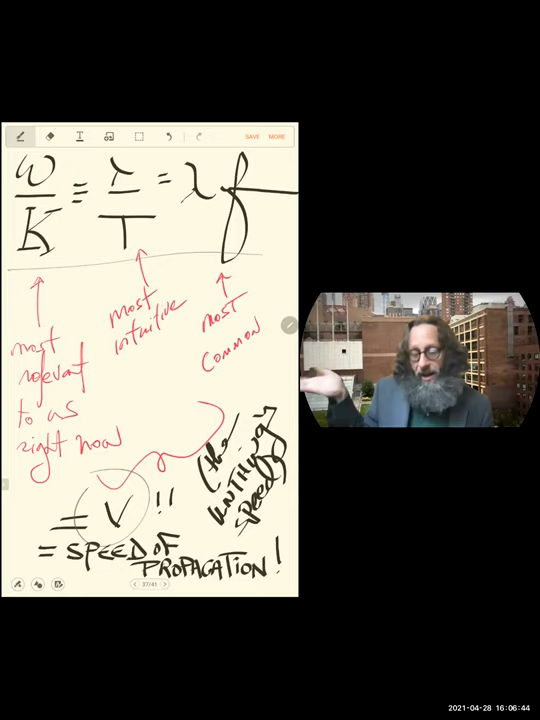 SAVE MORE
ω/K ≡ λ/T = λf
most relevant to us right now
most intuitive
most common
(the
speed)
= V !!
= SPEED OF
PROPAGATION!
37/41
2021-04-28 16:06:44